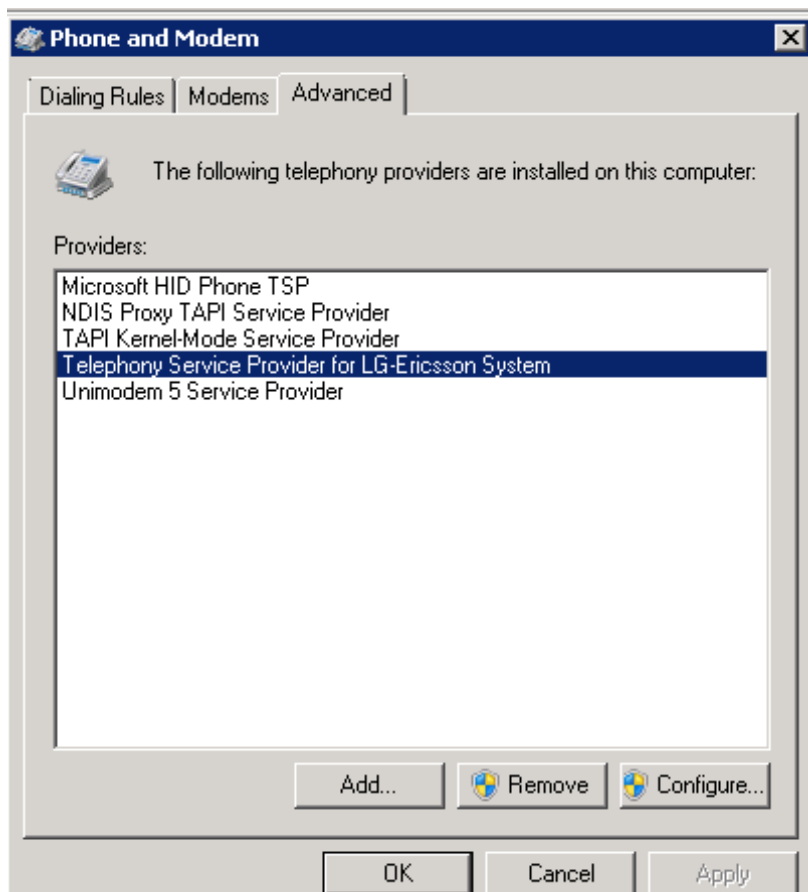 Phone and Modem
Dialing Rules Modems Advanced
The following telephony providers are installed on this computer:
Providers:
Microsoft HID Phone TSP
NDIS Proxy TAPI Service Provider
TAPI Kernel-Mode Service Provider
Telephony Service Provider for LG-Ericsson System
Unimodem 5 Service Provider
Add... Remove Configure...
OK Cancel Apply